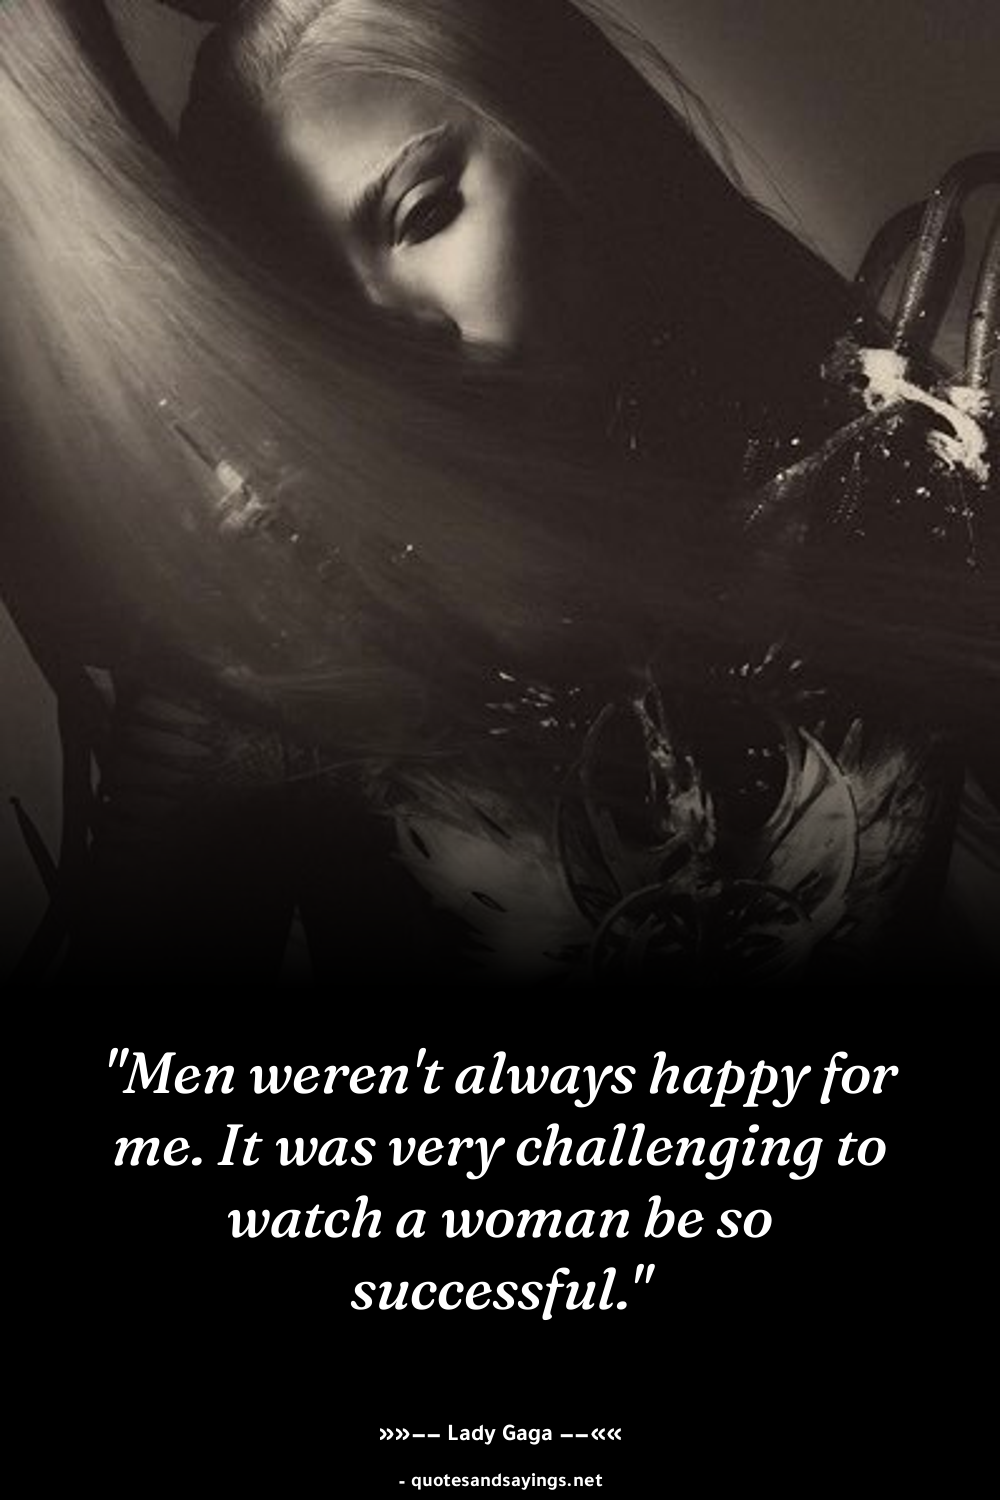 "Men weren't always happy for
me. It was very challenging to
watch a woman be so
successful."
»»−− Lady Gaga −−««
- quotesandsayings.net